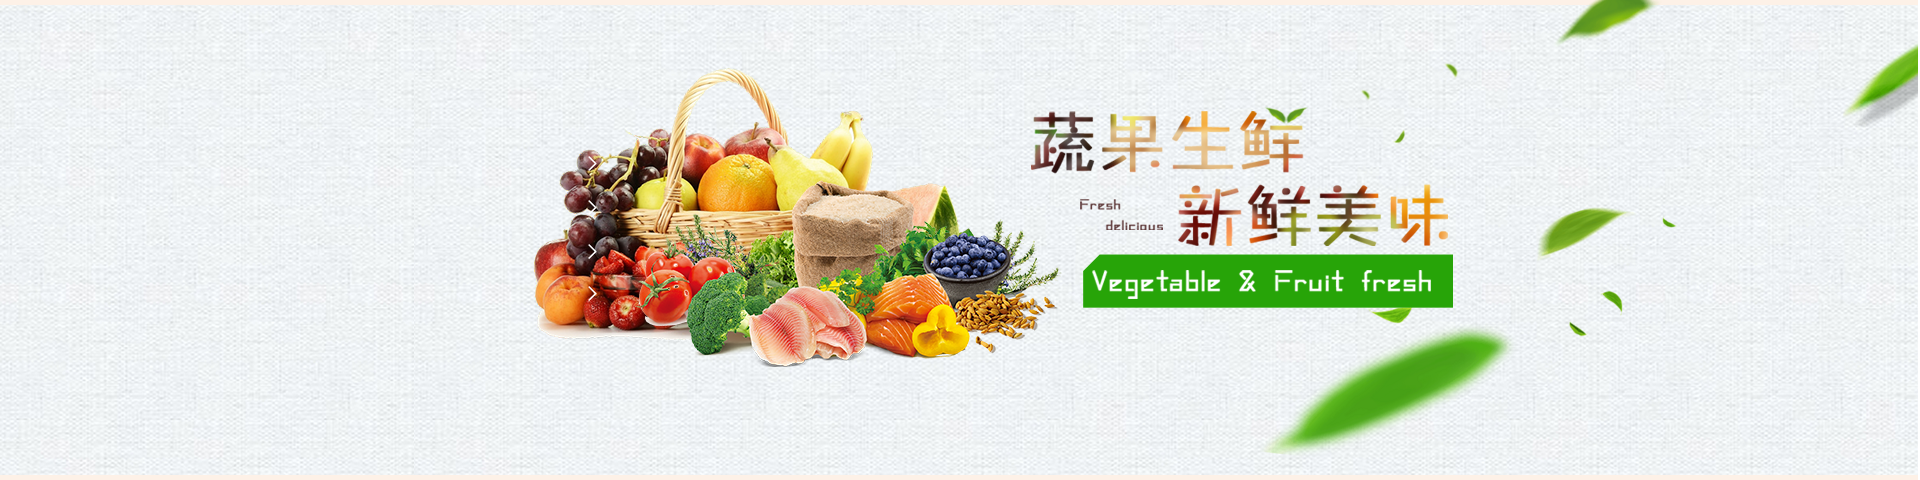 蔬果生鲜
Fresh
delicious
新鲜美味
Vegetable & Fruit fresh